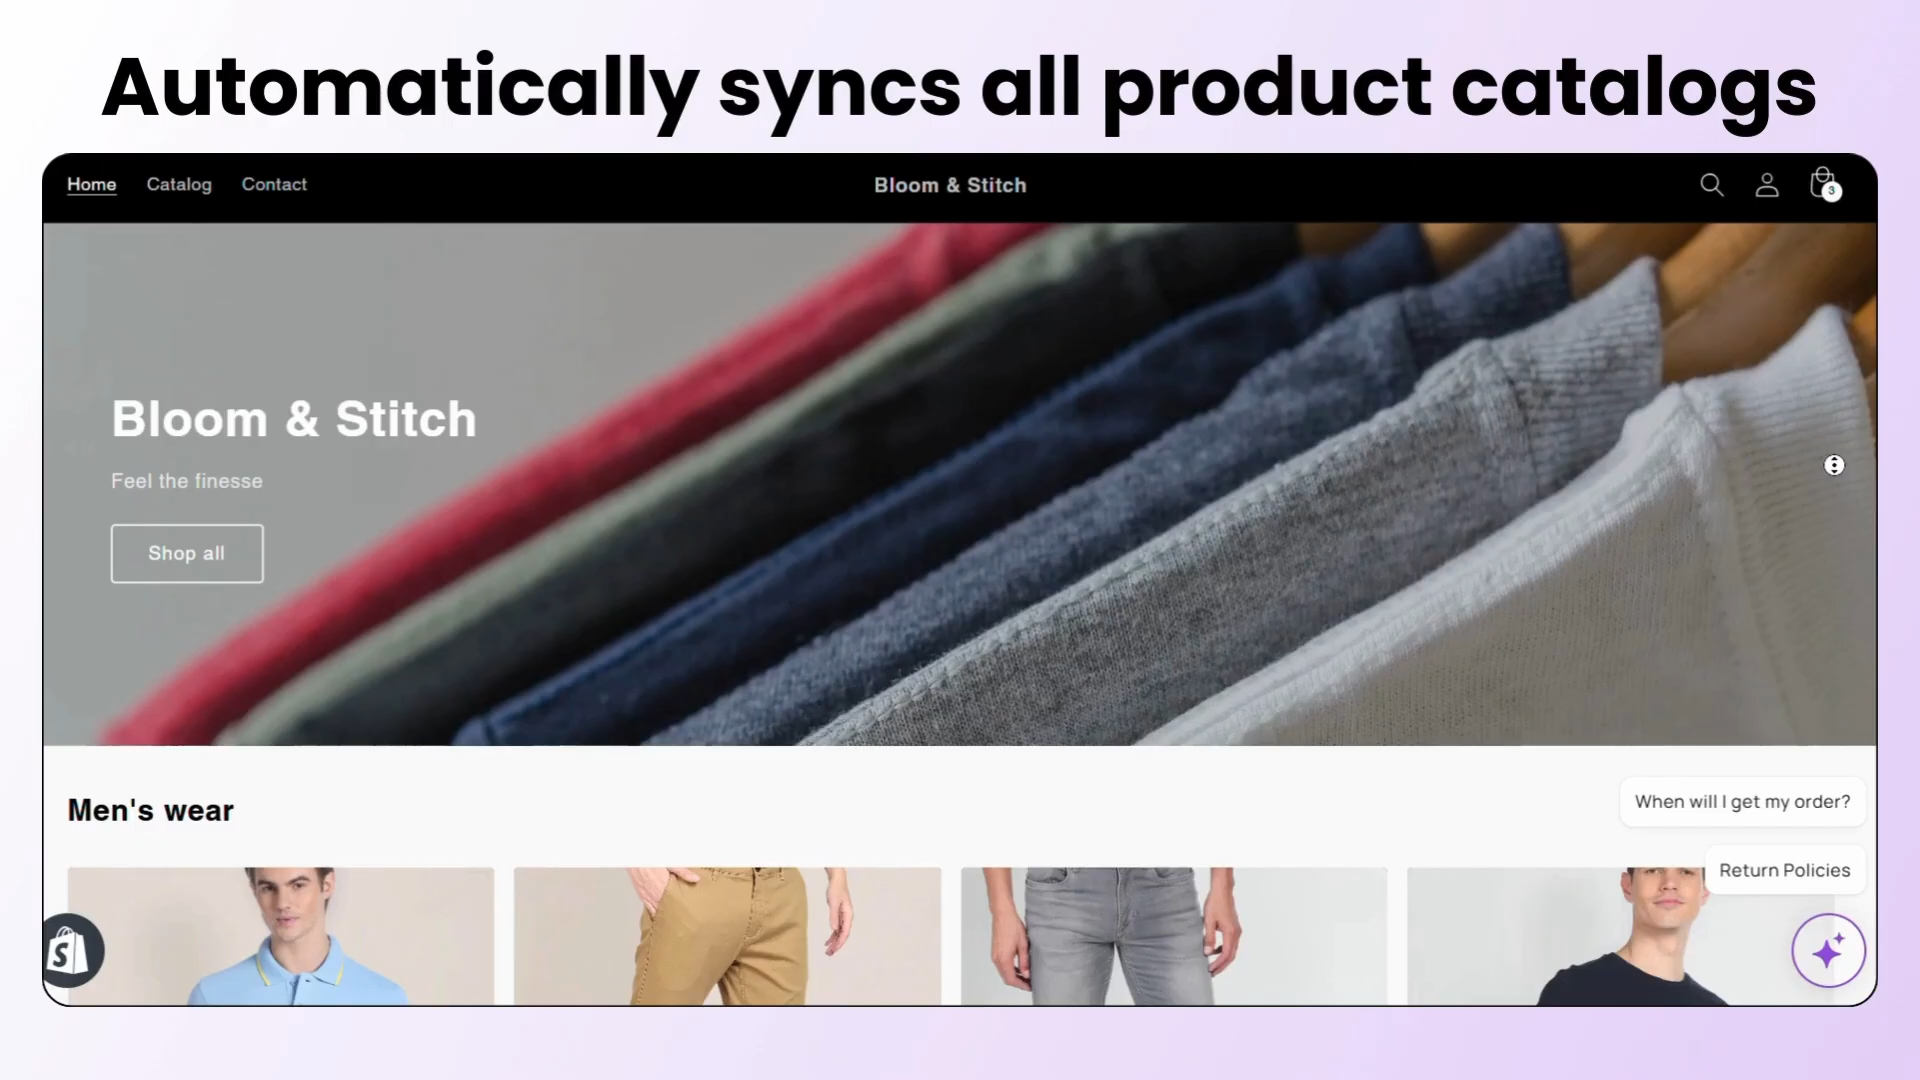 Automatically syncs all product catalogs
Home Catalog Contact
Bloom & Stitch
3
Bloom & Stitch
Feel the finesse
Shop all
Men's wear
When will I get my order?
Return Policies